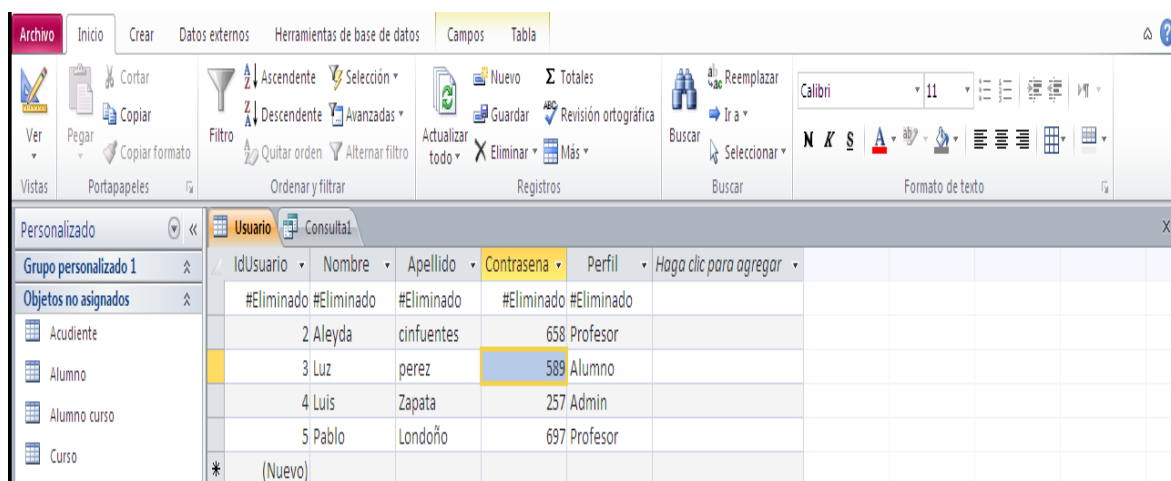 Archivo Inicio Crear Datos externos Herramientas de base de datos Campos Tabla
Ver
Vistas
Pegar
Cortar
Copiar
Copiar formato
Portapapeles
Filtro
Ascendente
Descendente
Quitar orden
Selección
Avanzadas
Alternar filtro
Ordenar y filtrar
Actualizar
todo
Nuevo
Guardar
Eliminar
Σ Totales
Revisión ortográfica
Más
Registros
Buscar
Reemplazar
Ir a
Seleccionar
Buscar
Calibri 11
N K S
Formato de texto
Personalizado «
Grupo personalizado 1
Objetos no asignados
Acudiente
Alumno
Alumno curso
Curso
Usuario Consulta1
IdUsuario Nombre Apellido Contrasena Perfil Haga clic para agregar
#Eliminado #Eliminado #Eliminado #Eliminado #Eliminado
2 Aleyda cinfuentes 658 Profesor
3 Luz perez 589 Alumno
4 Luis Zapata 257 Admin
5 Pablo Londoño 697 Profesor
* (Nuevo)